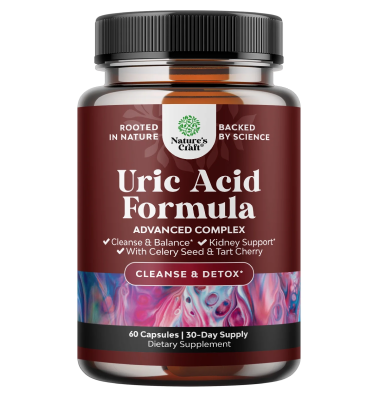 ROOTED
IN NATURE
Nature's
Craft®
BACKED
BY SCIENCE
Uric Acid
Formula
ADVANCED COMPLEX
✓Cleanse & Balance* ✓Kidney Support*
✓With Celery Seed & Tart Cherry
CLEANSE & DETOX*
60 Capsules | 30-Day Supply
Dietary Supplement